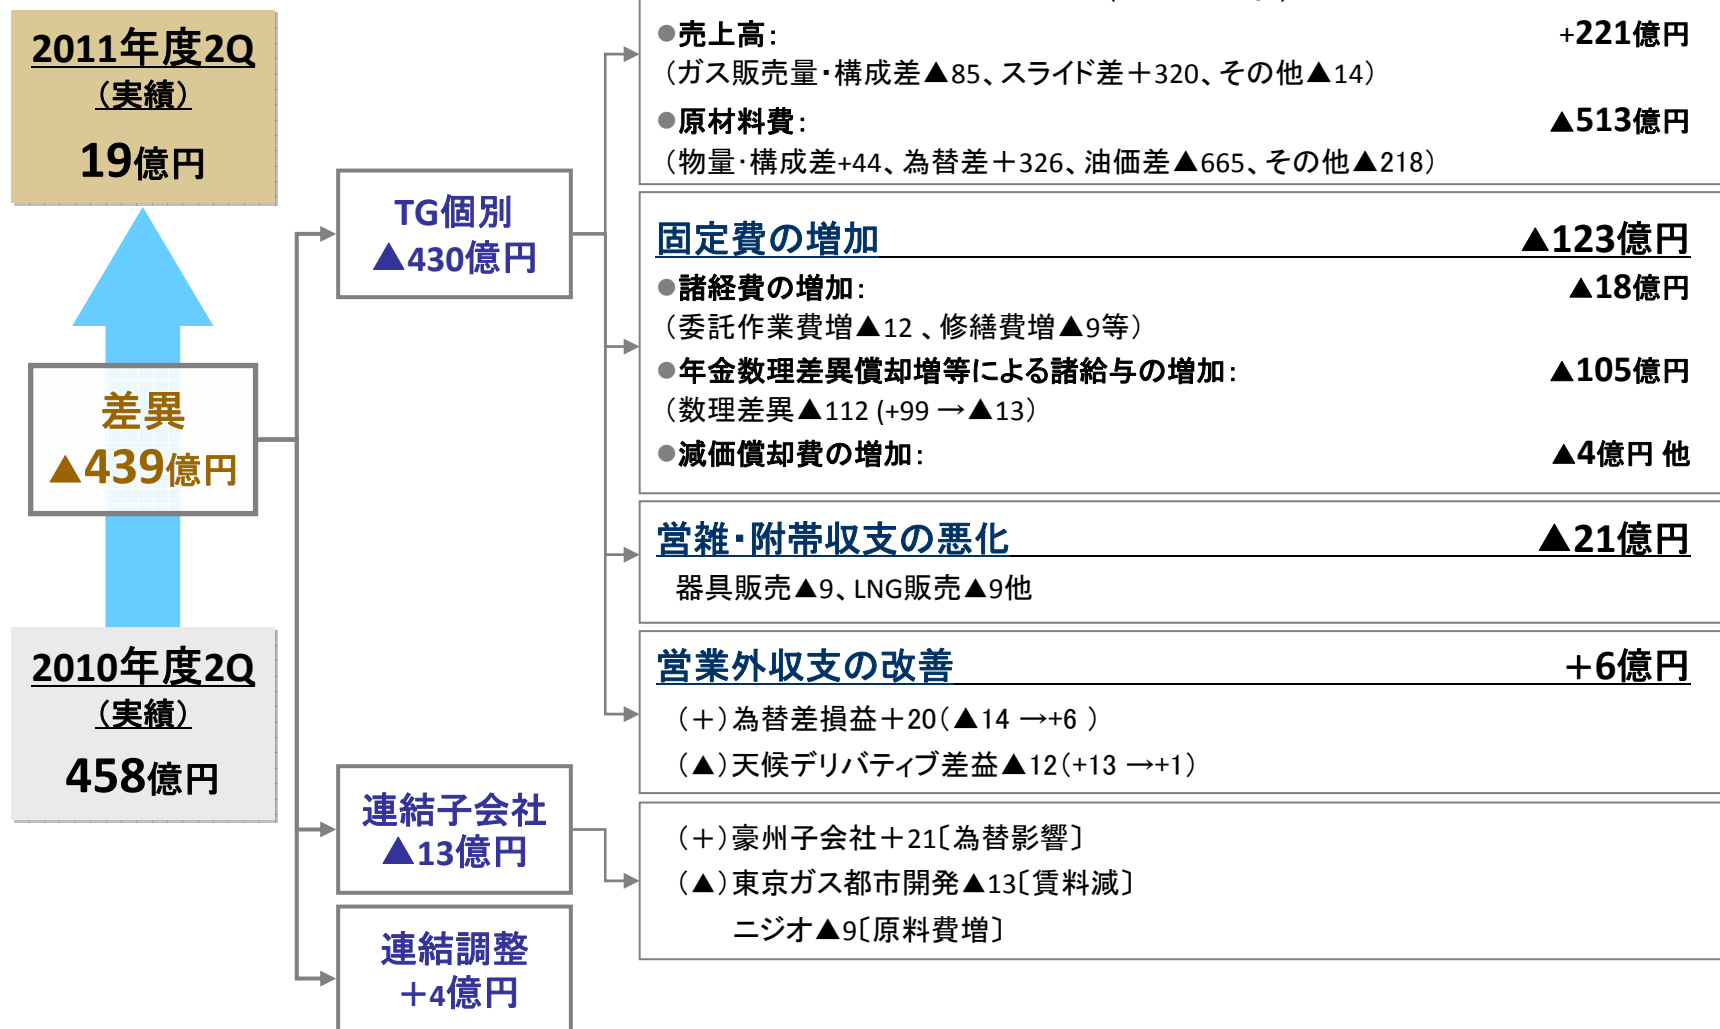 2011年度2Q
（実績）
19億円
差異
▲439億円
2010年度2Q
（実績）
458億円
TG個別
▲430億円
連結子会社
▲13億円
連結調整
＋4億円
●売上高： +221億円
（ガス販売量・構成差▲85、スライド差＋320、その他▲14）
●原材料費： ▲513億円
（物量・構成差+44、為替差＋326、油価差▲665、その他▲218）
固定費の増加 ▲123億円
●諸経費の増加： ▲18億円
（委託作業費増▲12 、修繕費増▲9等）
●年金数理差異償却増等による諸給与の増加： ▲105億円
（数理差異▲112 (+99 →▲13）
●減価償却費の増加： ▲4億円 他
営雑・附帯収支の悪化 ▲21億円
器具販売▲9、LNG販売▲9他
営業外収支の改善 ＋6億円
（＋）為替差損益＋20（▲14 →+6 ）
（▲）天候デリバティブ差益▲12（+13 →+1）
（＋）豪州子会社＋21〔為替影響〕
（▲）東京ガス都市開発▲13〔賃料減〕
ニジオ▲9〔原料費増〕